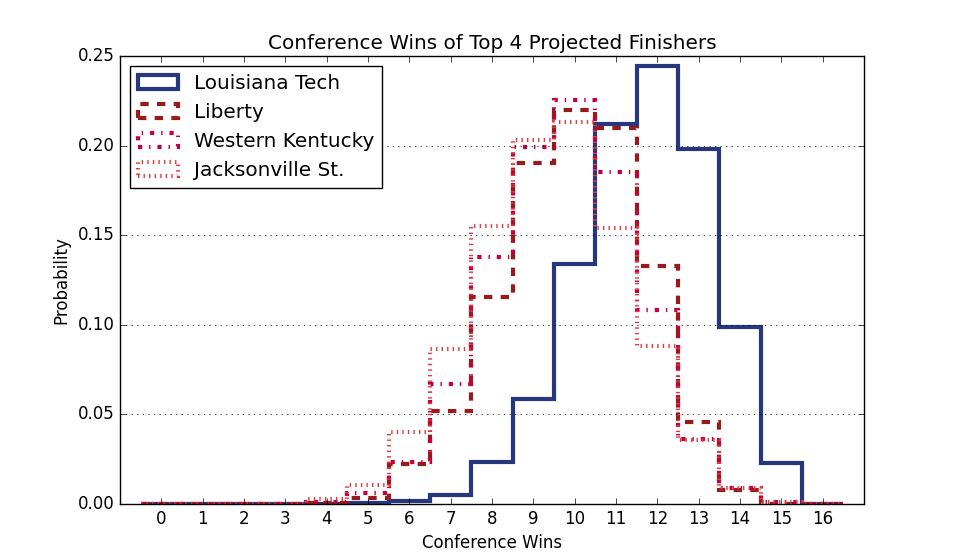 Conference Wins of Top 4 Projected Finishers
Louisiana Tech
Liberty
Western Kentucky
Jacksonville St.
Probability
0.25
0.20
0.15
0.10
0.05
0.00
0 1 2 3 4 5 6 7 8 9 10 11 12 13 14 15 16
Conference Wins